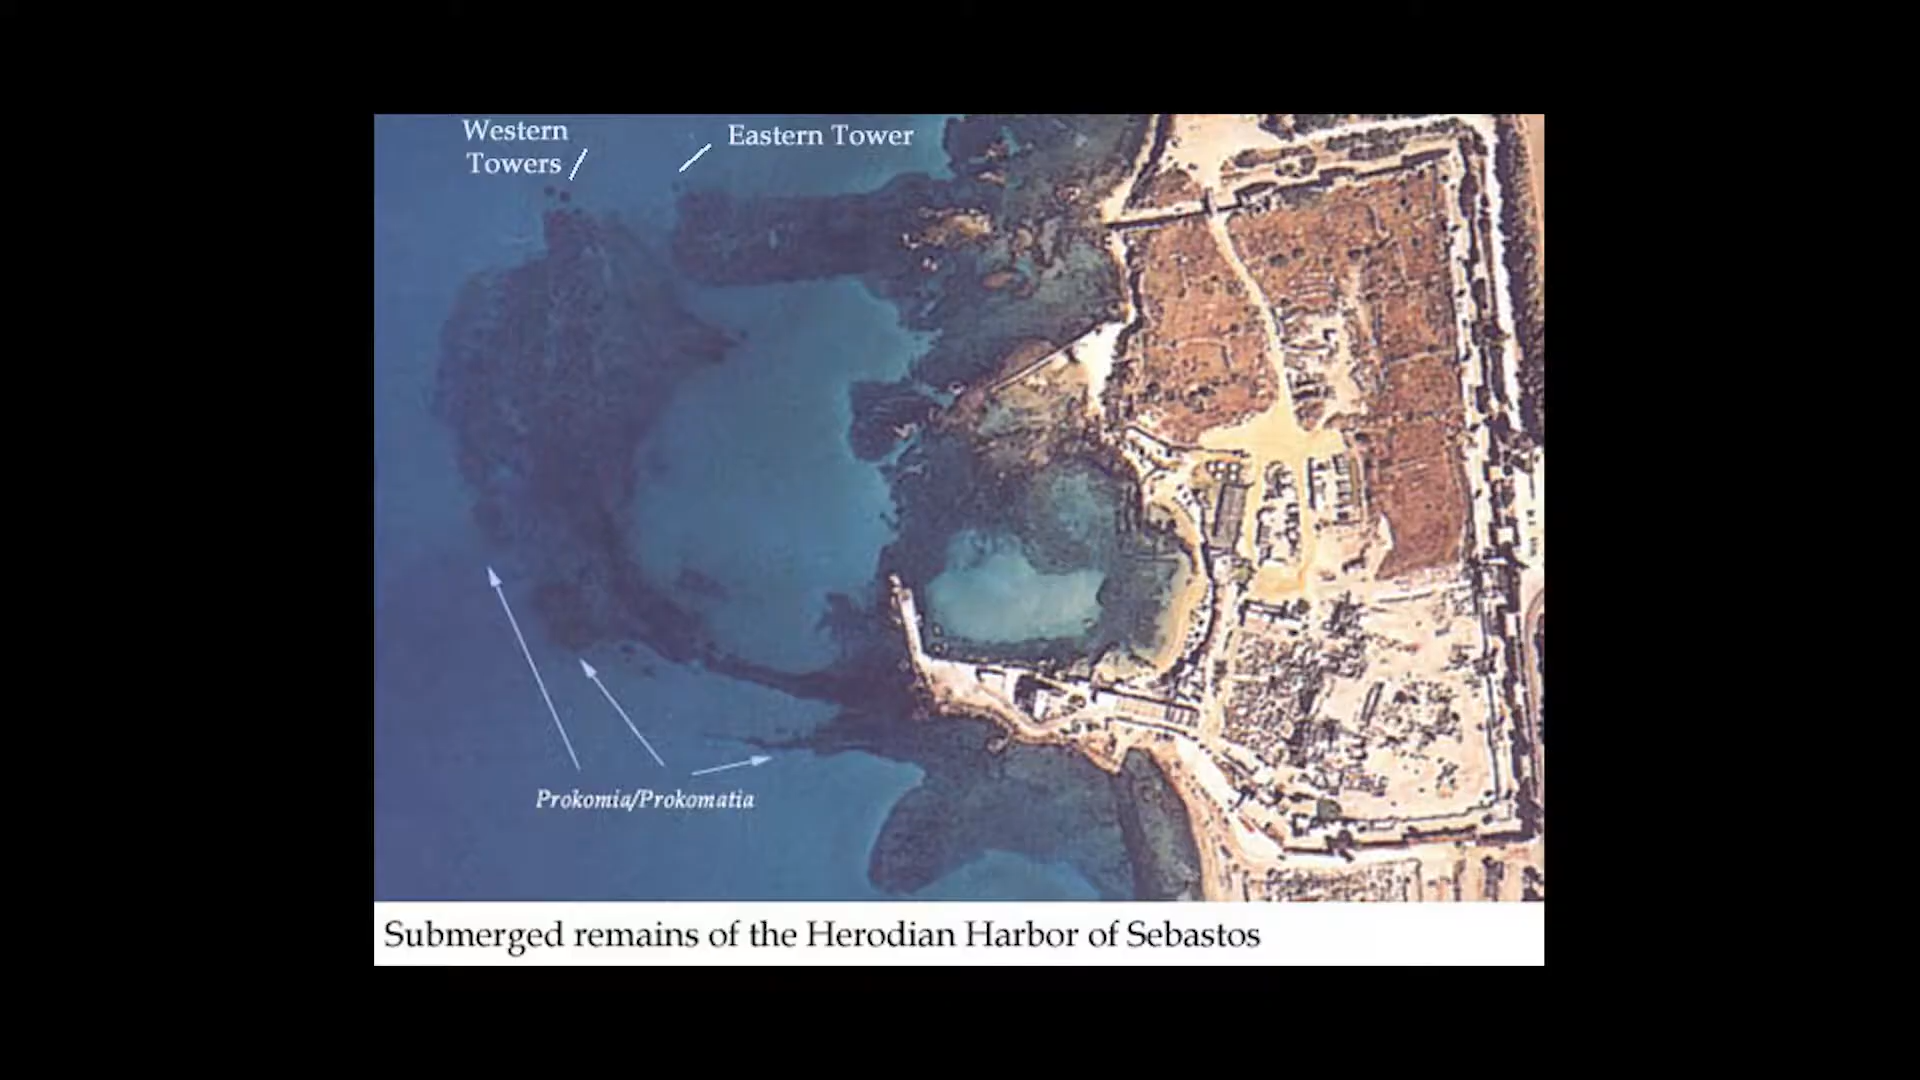 Western
Towers
Eastern Tower
Prokomia/Prokomatia
Submerged remains of the Herodian Harbor of Sebastos